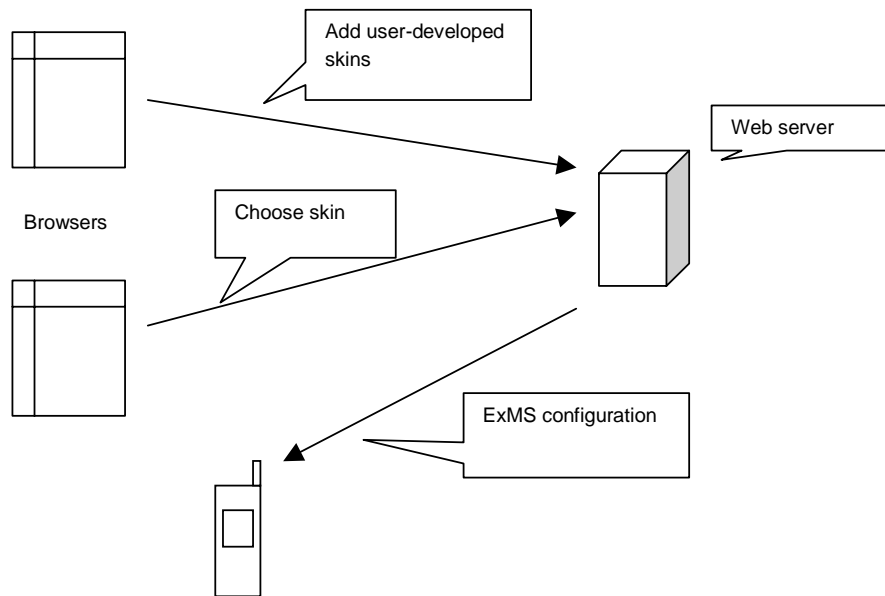 Add user-developed
skins
Web server
Browsers
Choose skin
ExMS configuration